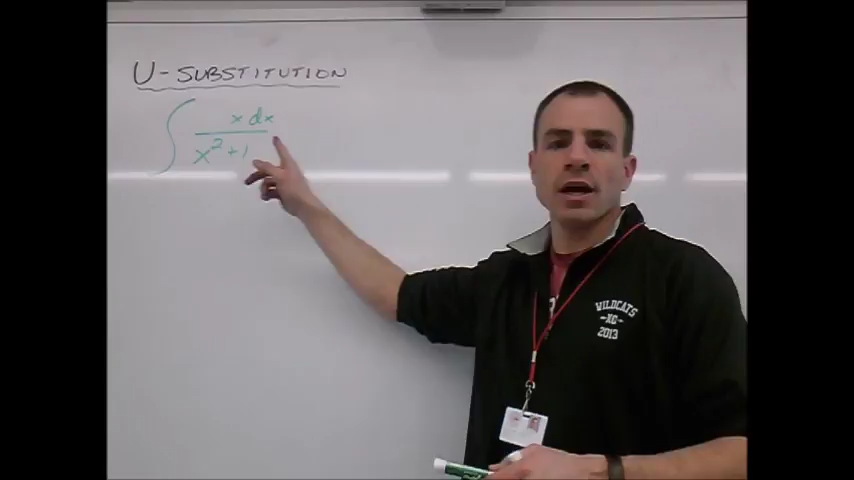 U-SUBSTITUTION
∫ x dx
x²+1
WILDCATS
-XC-
2013